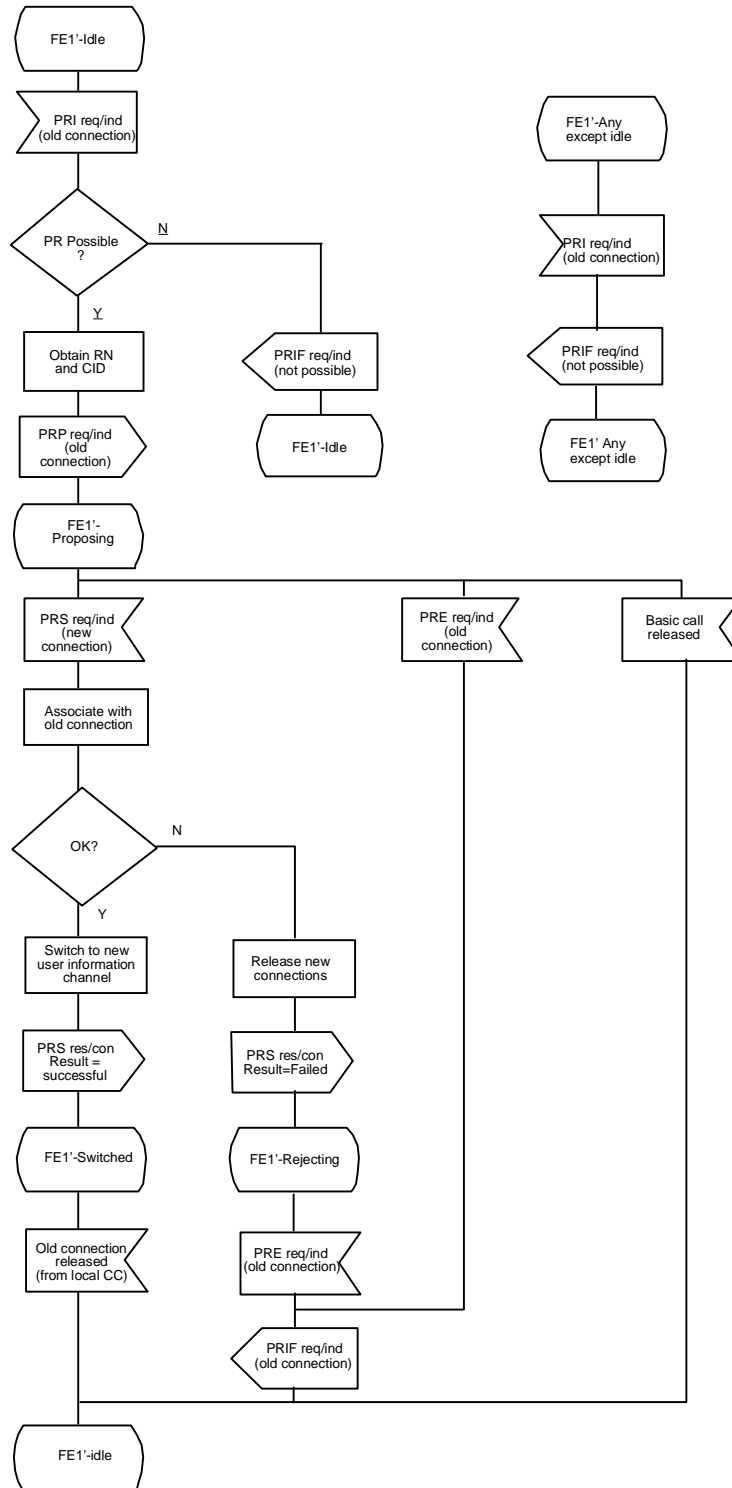 FE1'-Idle
PRI req/ind
(old connection)
PR Possible
?
N
Y
Obtain RN
and CID
PRP req/ind
(old
connection)
PRIF req/ind
(not possible)
FE1'-Idle
FE1'-Any
except idle
PRI req/ind
(old connection)
PRIF req/ind
(not possible)
FE1' Any
except idle
FE1'-
Proposing
PRS req/ind
(new
connection)
PRE req/ind
(old
connection)
Basic call
released
Associate with
old connection
OK?
N
Y
Switch to new
user information
channel
Release new
connections
PRS res/con
Result =
successful
PRS res/con
Result=Failed
FE1'-Switched
FE1'-Rejecting
Old connection
released
(from local CC)
PRE req/ind
(old connection)
PRIF req/ind
(old connection)
FE1'-idle